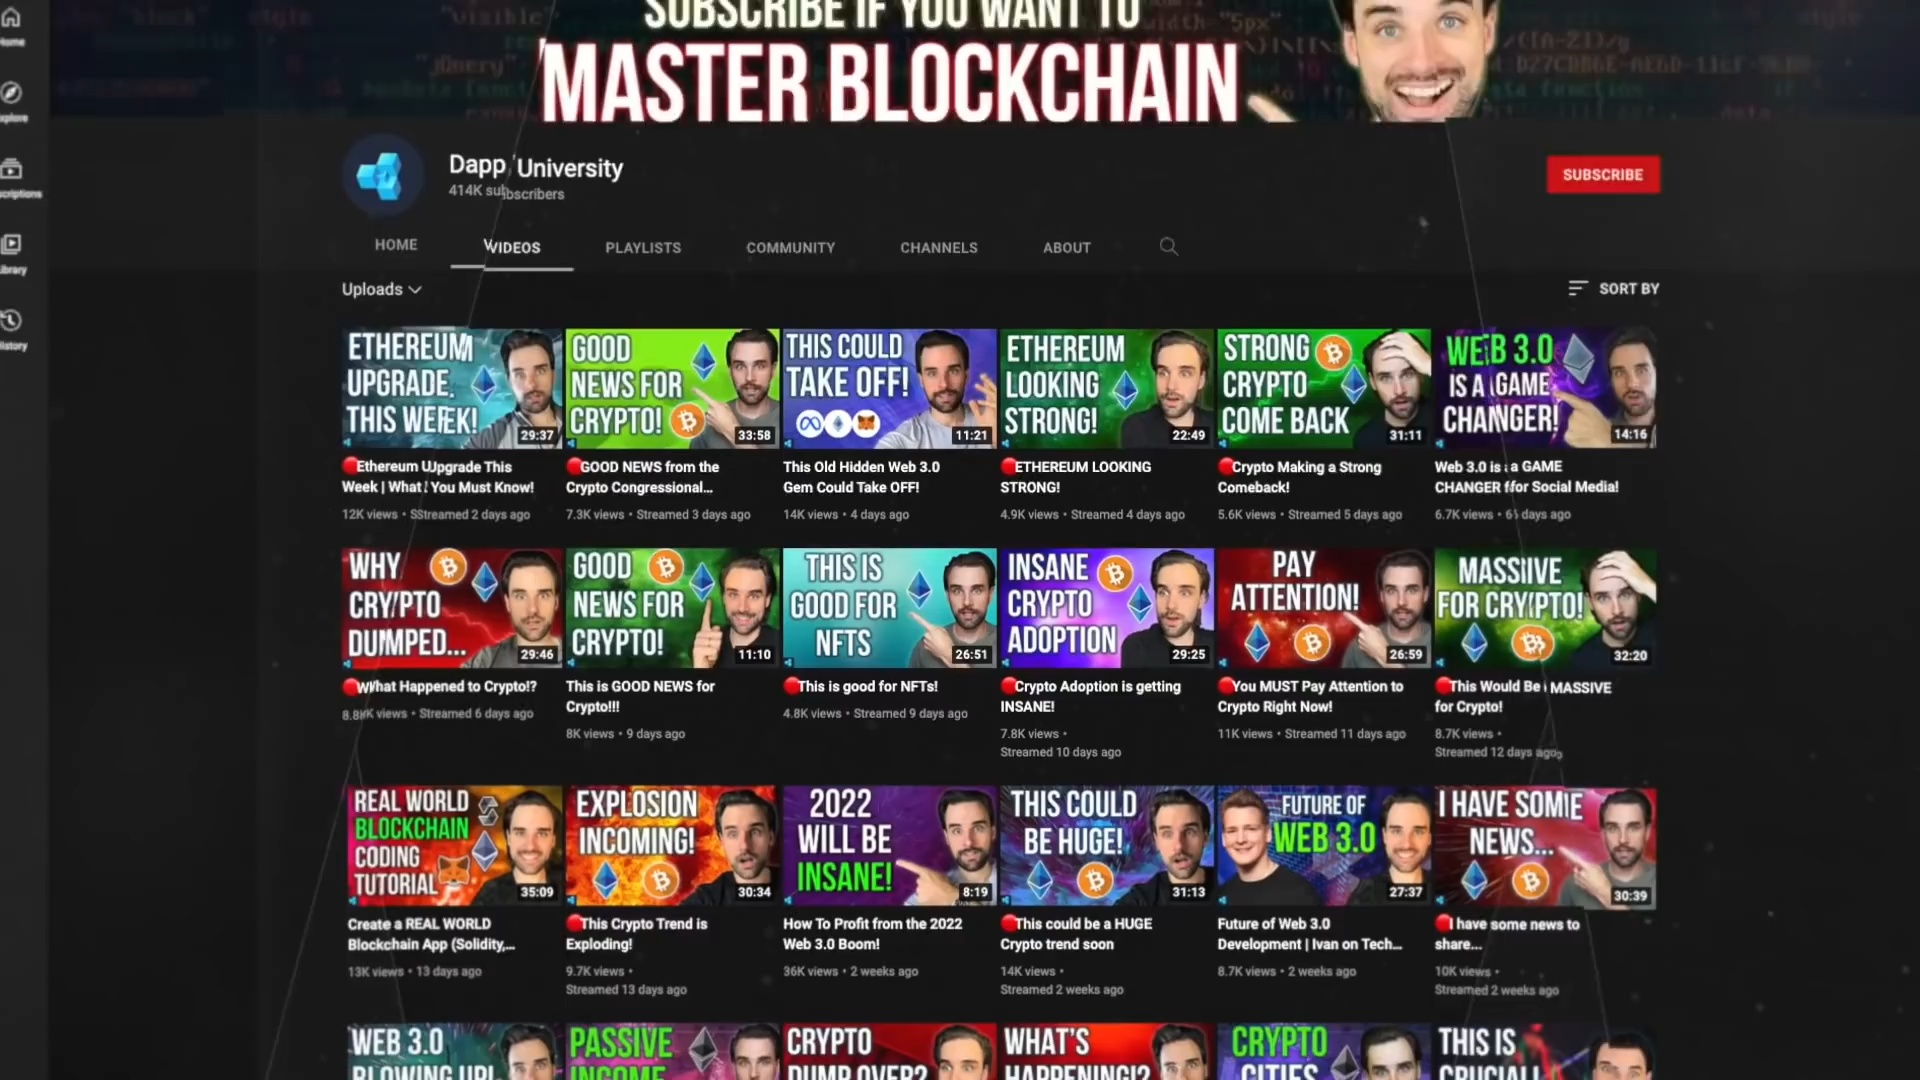 SUBSCRIBE IF YOU WANT TO
MASTER BLOCKCHAIN
Home
Explore
Subscriptions
Library
History
Dapp University
414K subscribers
SUBSCRIBE
HOME VIDEOS PLAYLISTS COMMUNITY CHANNELS ABOUT
Uploads
SORT BY
ETHEREUM
UPGRADE
THIS WEEK!
29:37
GOOD
NEWS FOR
CRYPTO!
33:58
THIS COULD
TAKE OFF!
11:21
ETHEREUM
LOOKING
STRONG!
22:49
STRONG
CRYPTO
COME BACK
31:11
WEB 3.0
IS A GAME
CHANGER!
14:16
Ethereum Upgrade This
Week | What You Must Know!
12K views • Streamed 2 days ago
GOOD NEWS from the
Crypto Congressional...
7.3K views • Streamed 3 days ago
This Old Hidden Web 3.0
Gem Could Take OFF!
14K views • 4 days ago
ETHEREUM LOOKING
STRONG!
4.9K views • Streamed 4 days ago
Crypto Making a Strong
Comeback!
5.6K views • Streamed 5 days ago
Web 3.0 is a GAME
CHANGER for Social Media!
6.7K views • 6 days ago
WHY
CRYPTO
DUMPED...
29:46
GOOD
NEWS FOR
CRYPTO!
11:10
THIS IS
GOOD FOR
NFTS
26:51
INSANE
CRYPTO
ADOPTION
29:25
PAY
ATTENTION!
26:59
MASSIVE
FOR CRYPTO!
32:20
What Happened to Crypto!?
8.8K views • Streamed 6 days ago
This is GOOD NEWS for
Crypto!!!
8K views • 9 days ago
This is good for NFTs!
4.8K views • Streamed 9 days ago
Crypto Adoption is getting
INSANE!
7.8K views •
Streamed 10 days ago
You MUST Pay Attention to
Crypto Right Now!
11K views • Streamed 11 days ago
This Would Be MASSIVE
for Crypto!
8.7K views •
Streamed 12 days ago
REAL WORLD
BLOCKCHAIN
CODING
TUTORIAL
35:09
EXPLOSION
INCOMING!
30:34
2022
WILL BE
INSANE!
8:19
THIS COULD
BE HUGE!
31:13
FUTURE OF
WEB 3.0
27:37
I HAVE SOME
NEWS...
30:39
Create a REAL WORLD
Blockchain App (Solidity,...
13K views • 13 days ago
This Crypto Trend is
Exploding!
9.7K views •
Streamed 13 days ago
How To Profit from the 2022
Web 3.0 Boom!
36K views • 2 weeks ago
This could be a HUGE
Crypto trend soon
14K views •
Streamed 2 weeks ago
Future of Web 3.0
Development | Ivan on Tech...
8.7K views • 2 weeks ago
I have some news to
share...
10K views •
Streamed 2 weeks ago
WEB 3.0
BLOWING UP!
PASSIVE
INCOME
CRYPTO
DUMP OVER?
WHAT'S
HAPPENING!?
CRYPTO
CITIES
THIS IS
CRUCIAL!